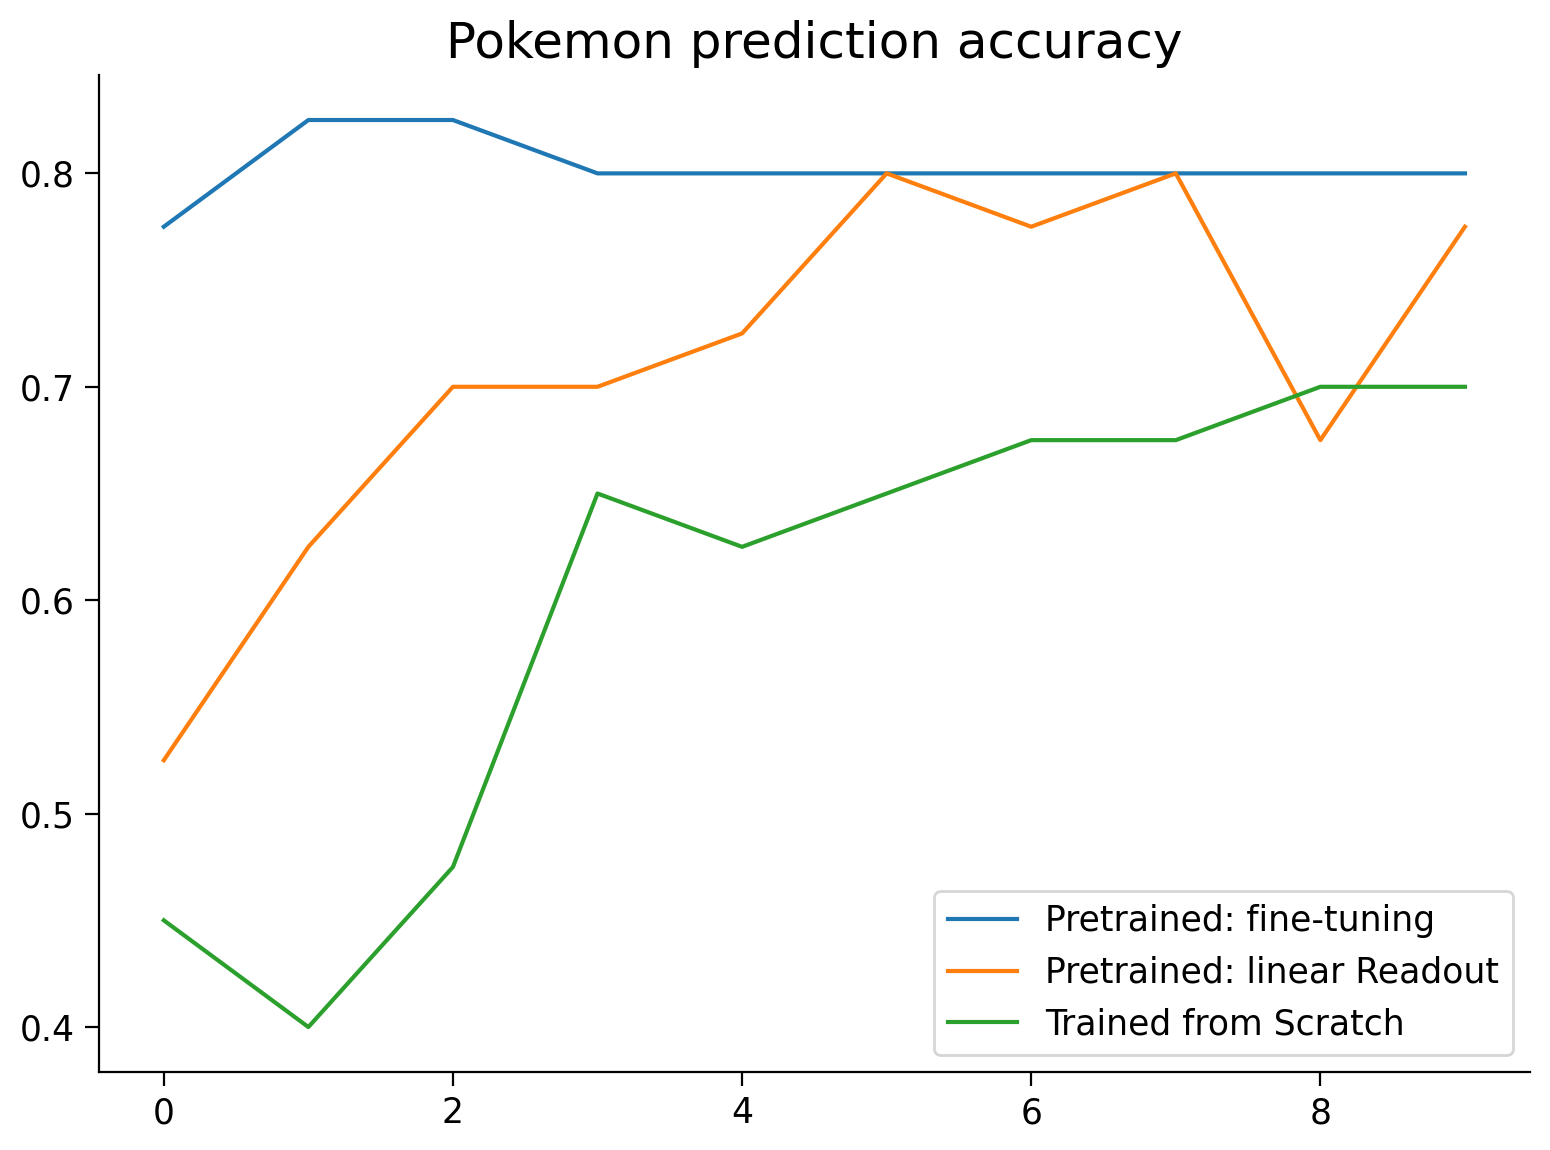 Pokemon prediction accuracy
0.8
0.7
0.6
0.5
0.4
Pretrained: fine-tuning
Pretrained: linear Readout
Trained from Scratch
0 2 4 6 8